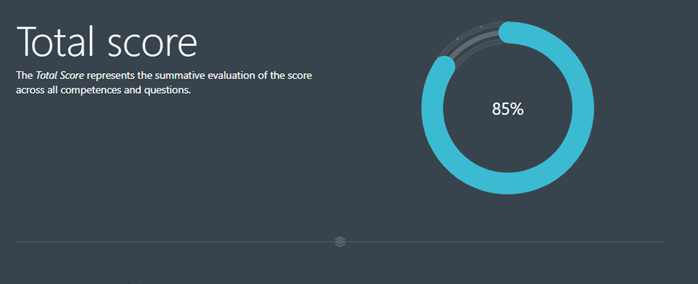 Total score
The Total Score represents the summative evaluation of the score
across all competences and questions.
85%